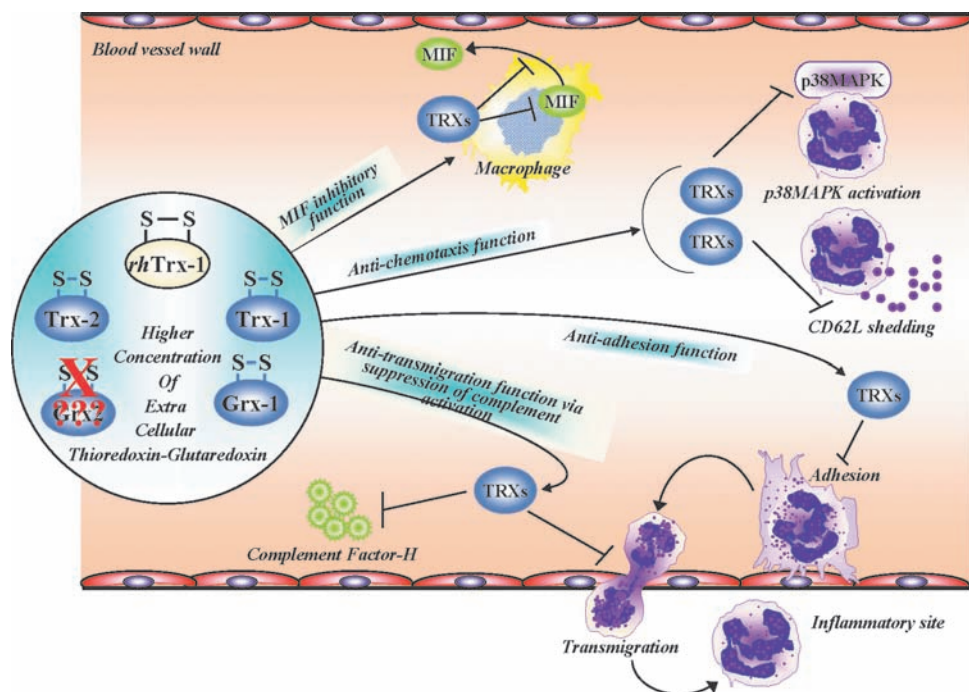 Blood vessel wall
MIF
MIF
TRXs
Macrophage
p38MAPK
p38MAPK activation
MIF inhibitory
function
TRXs
TRXs
Anti-chemotaxis function
CD62L shedding
S–S
rhTrx-1
S–S
Trx-2
S–S
Trx-1
Higher
Concentration
Of
Extra
Cellular
Thioredoxin-Glutaredoxin
S S
X
Grx2
???
S–S
Grx-1
Anti-adhesion function
TRXs
Adhesion
Anti-transmigration function via
suppression of complement
activation
TRXs
Complement Factor-H
Transmigration
Inflammatory site